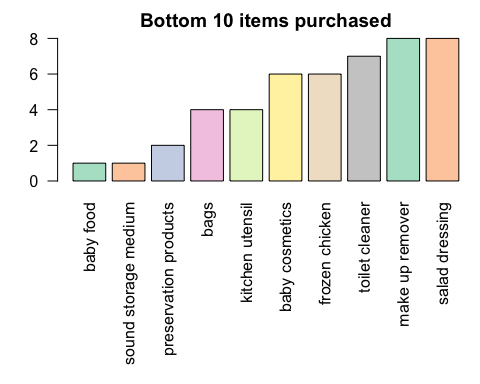 Bottom 10 items purchased
8
6
4
2
0
baby food
sound storage medium
preservation products
bags
kitchen utensil
baby cosmetics
frozen chicken
toilet cleaner
make up remover
salad dressing